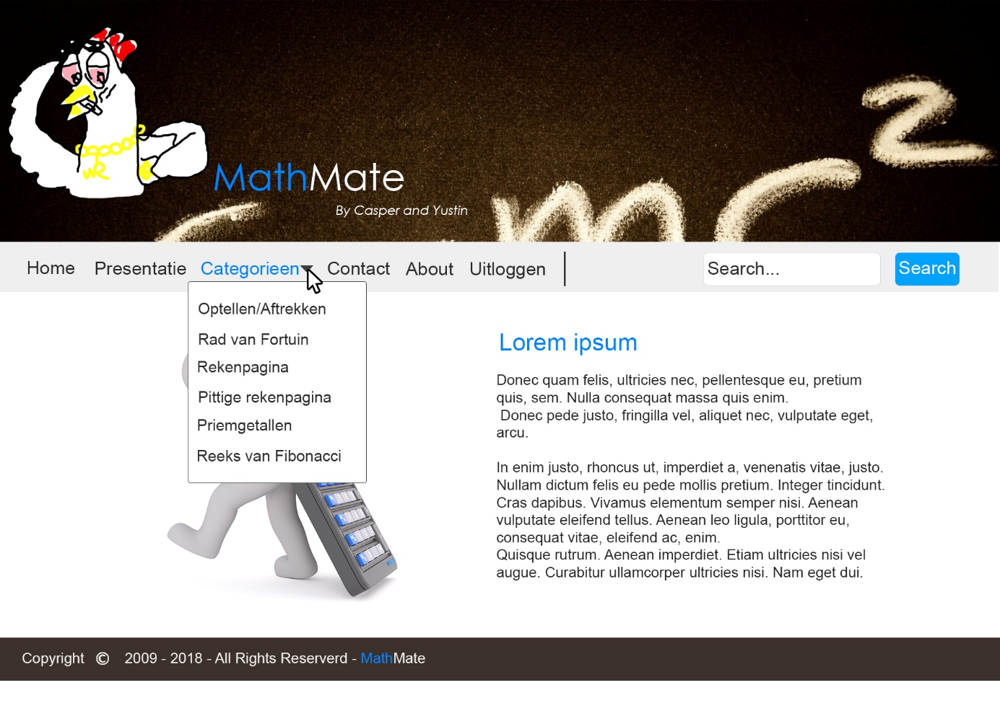 MathMate
By Casper and Yustin
mc2
WR
Home Presentatie Categorieen Contact About Uitloggen Search... Search
Optellen/Aftrekken
Rad van Fortuin
Rekenpagina
Pittige rekenpagina
Priemgetallen
Reeks van Fibonacci
Lorem ipsum
Donec quam felis, ultricies nec, pellentesque eu, pretium
quis, sem. Nulla consequat massa quis enim.
Donec pede justo, fringilla vel, aliquet nec, vulputate eget,
arcu.
In enim justo, rhoncus ut, imperdiet a, venenatis vitae, justo.
Nullam dictum felis eu pede mollis pretium. Integer tincidunt.
Cras dapibus. Vivamus elementum semper nisi. Aenean
vulputate eleifend tellus. Aenean leo ligula, porttitor eu,
consequat vitae, eleifend ac, enim.
Quisque rutrum. Aenean imperdiet. Etiam ultricies nisi vel
augue. Curabitur ullamcorper ultricies nisi. Nam eget dui.
Copyright © 2009 - 2018 - All Rights Reserverd - MathMate